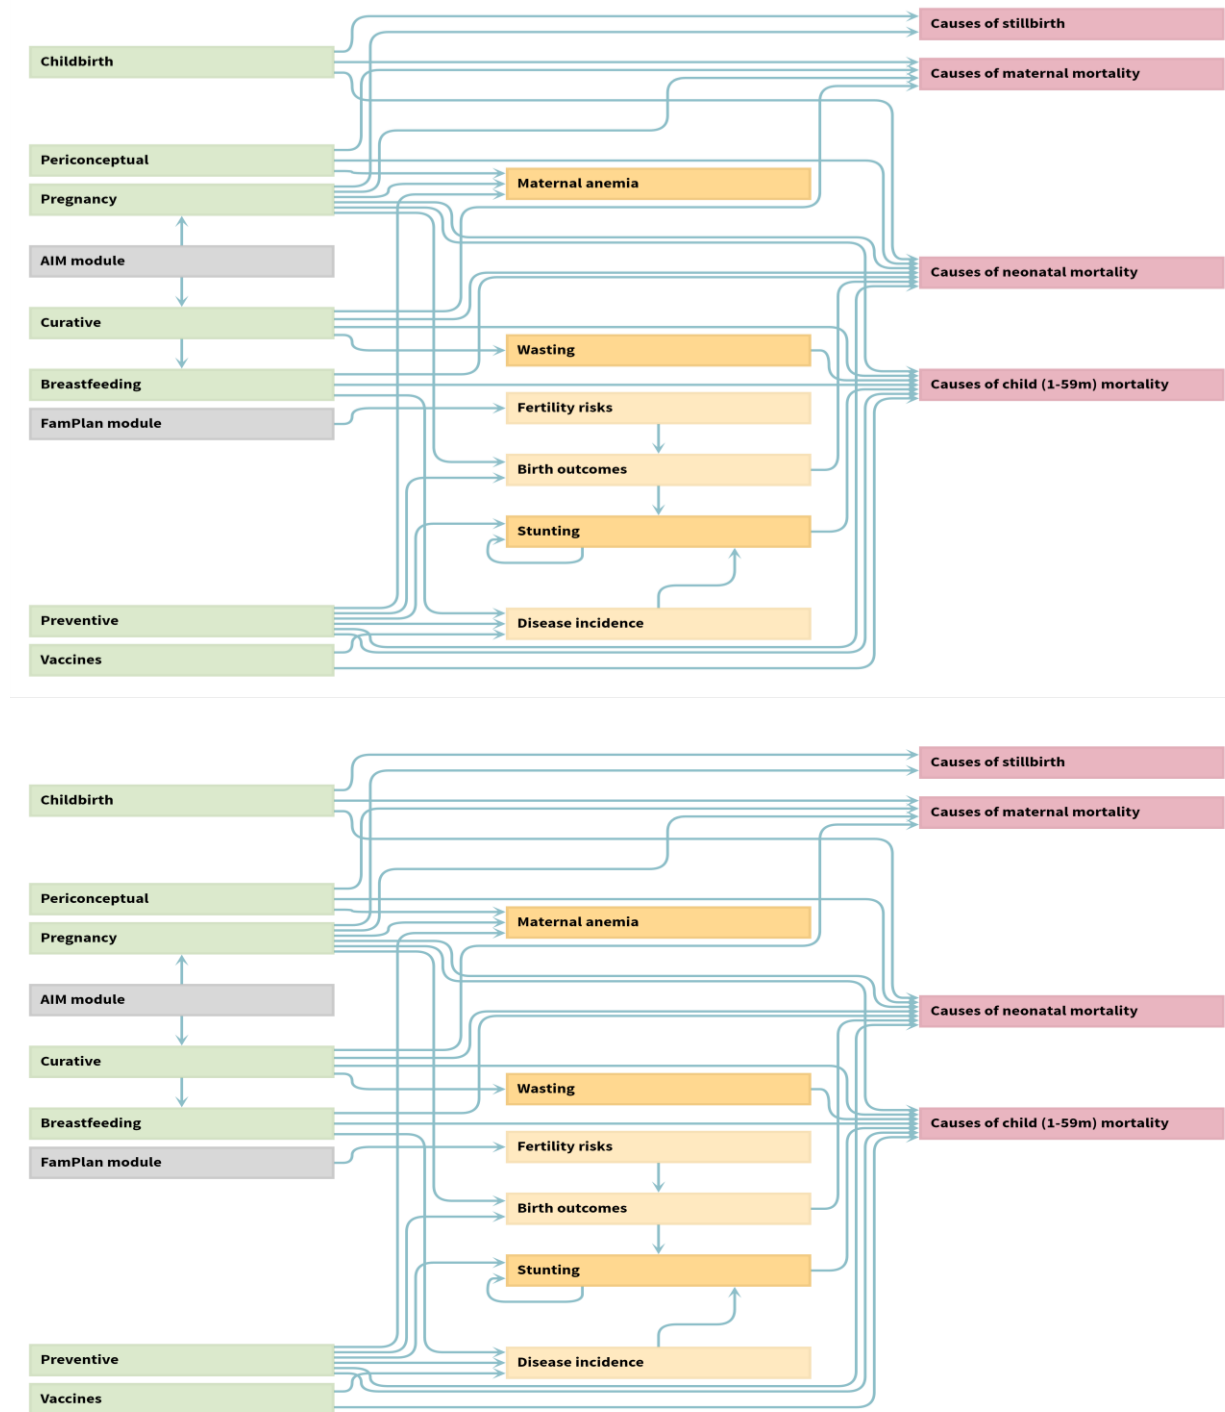 Causes of stillbirth
Childbirth
Causes of maternal mortality
Periconceptual
Maternal anemia
Pregnancy
AIM module
Causes of neonatal mortality
Curative
Wasting
Breastfeeding
Causes of child (1-59m) mortality
Fertility risks
FamPlan module
Birth outcomes
Stunting
Preventive
Disease incidence
Vaccines
Causes of stillbirth
Childbirth
Causes of maternal mortality
Periconceptual
Maternal anemia
Pregnancy
AIM module
Causes of neonatal mortality
Curative
Wasting
Breastfeeding
Causes of child (1-59m) mortality
Fertility risks
FamPlan module
Birth outcomes
Stunting
Preventive
Disease incidence
Vaccines